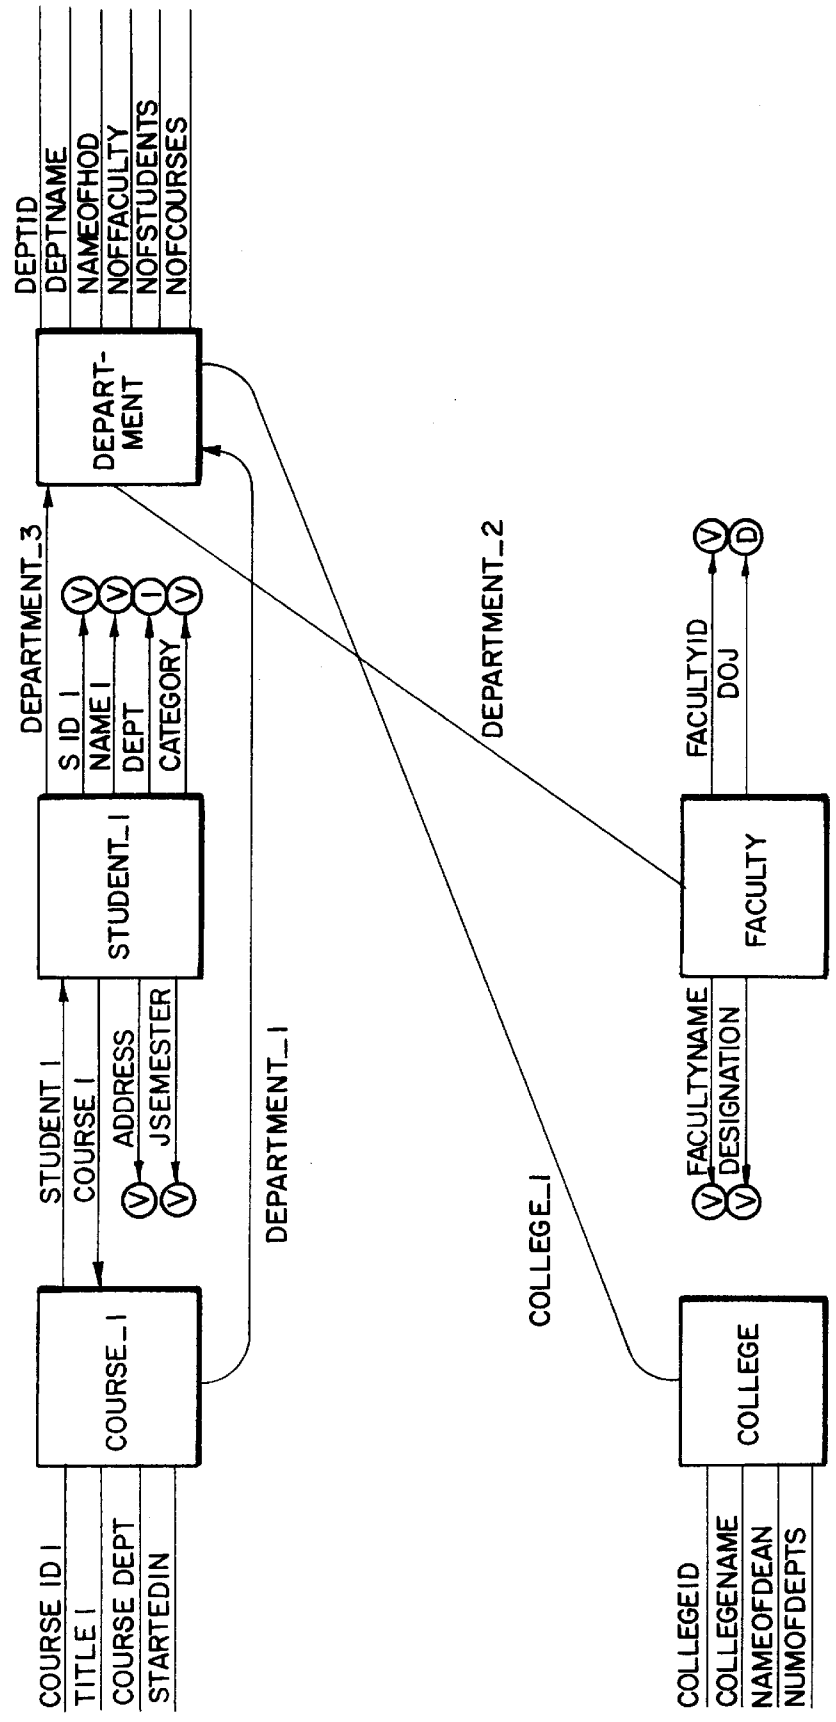 COURSE ID I
TITLE I
COURSE DEPT
STARTEDIN
COURSE_I
STUDENT I
COURSE I
ADDRESS
V
JSEMESTER
V
STUDENT_I
DEPARTMENT_3
S ID I
V
NAME I
V
DEPT
I
CATEGORY
V
DEPART-
MENT
DEPTID
DEPTNAME
NAMEOFHOD
NOFFACULTY
NOFSTUDENTS
NOFCOURSES
DEPARTMENT_I
COLLEGE_I
DEPARTMENT_2
COLLEGEID
COLLEGENAME
NAMEOFDEAN
NUMOFDEPTS
COLLEGE
FACULTYNAME
V
DESIGNATION
V
FACULTY
FACULTYID
V
DOJ
D